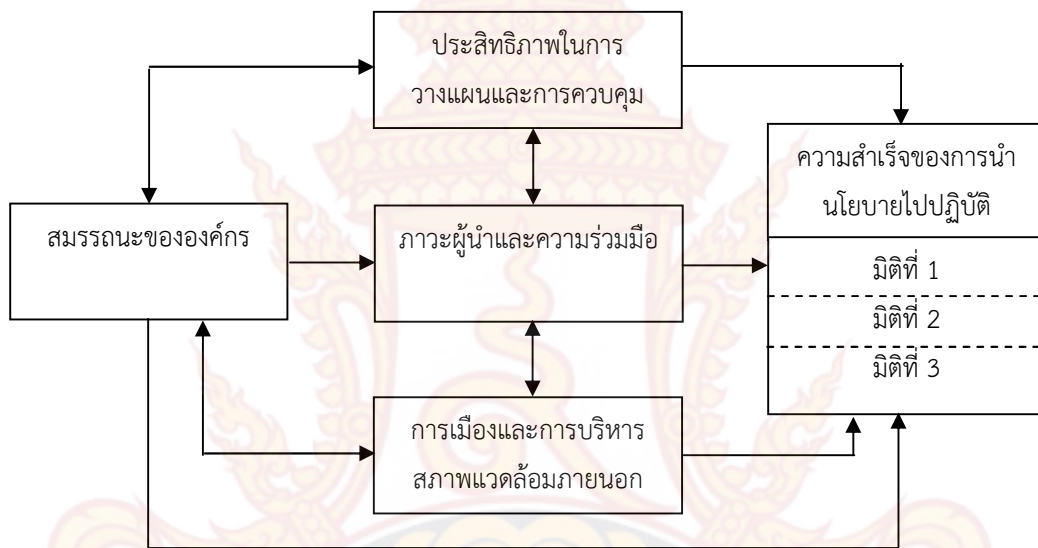 ประสิทธิภาพในการ
วางแผนและการควบคุม
ความสำเร็จของการนำ
นโยบายไปปฏิบัติ
สมรรถนะขององค์กร
ภาวะผู้นำและความร่วมมือ
มิติที่ 1
มิติที่ 2
มิติที่ 3
การเมืองและการบริหาร
สภาพแวดล้อมภายนอก